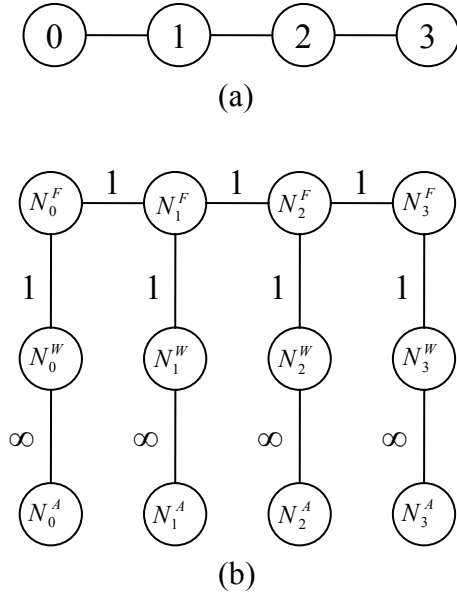 0 1 2 3
(a)
1 1 1
N_0^F N_1^F N_2^F N_3^F
1 1 1 1
N_0^W N_1^W N_2^W N_3^W
∞ ∞ ∞ ∞
N_0^A N_1^A N_2^A N_3^A
(b)